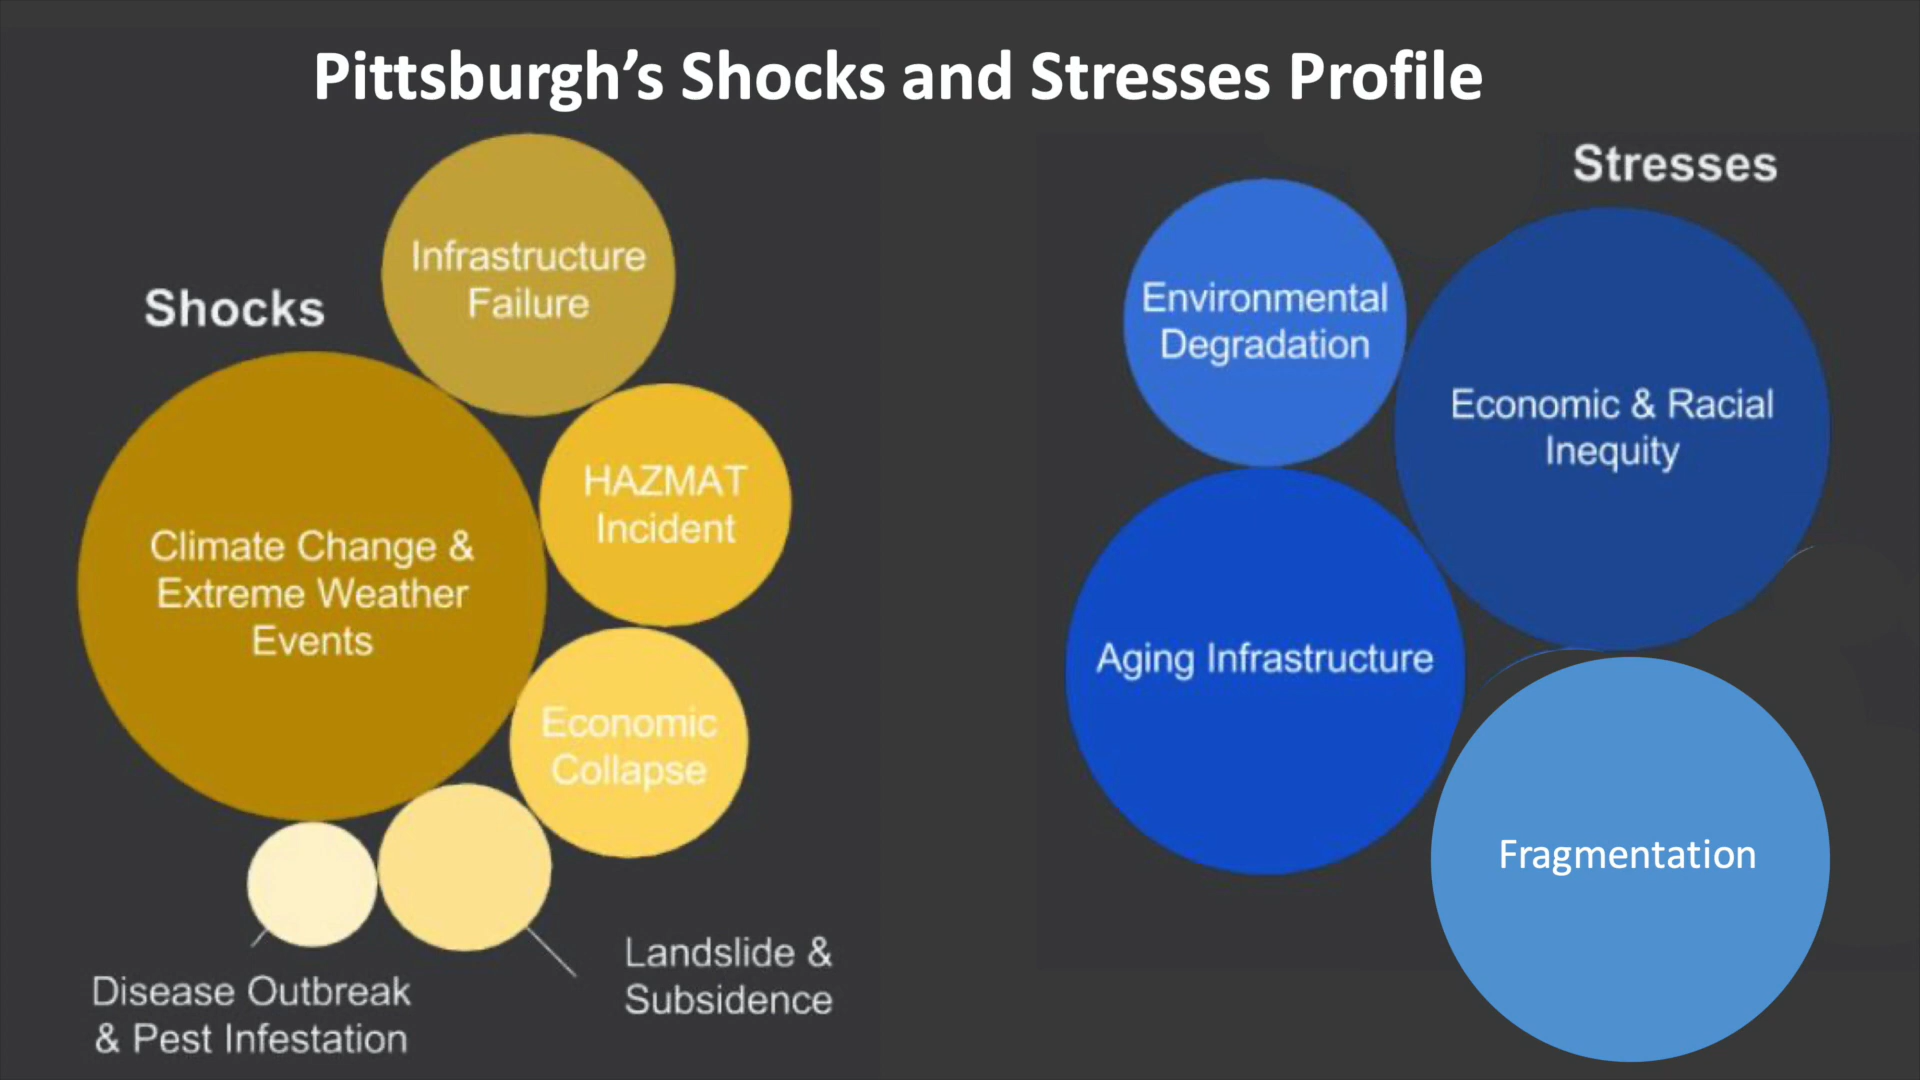 Pittsburgh’s Shocks and Stresses Profile
Shocks
Infrastructure
Failure
HAZMAT
Incident
Climate Change &
Extreme Weather
Events
Economic
Collapse
Landslide &
Subsidence
Disease Outbreak
& Pest Infestation
Stresses
Environmental
Degradation
Economic & Racial
Inequity
Aging Infrastructure
Fragmentation